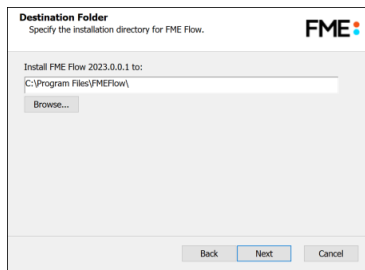 Destination Folder
Specify the installation directory for FME Flow.
FME
Install FME Flow 2023.0.0.1 to:
C:\Program Files\FMEFlow\
Browse...
Back Next Cancel